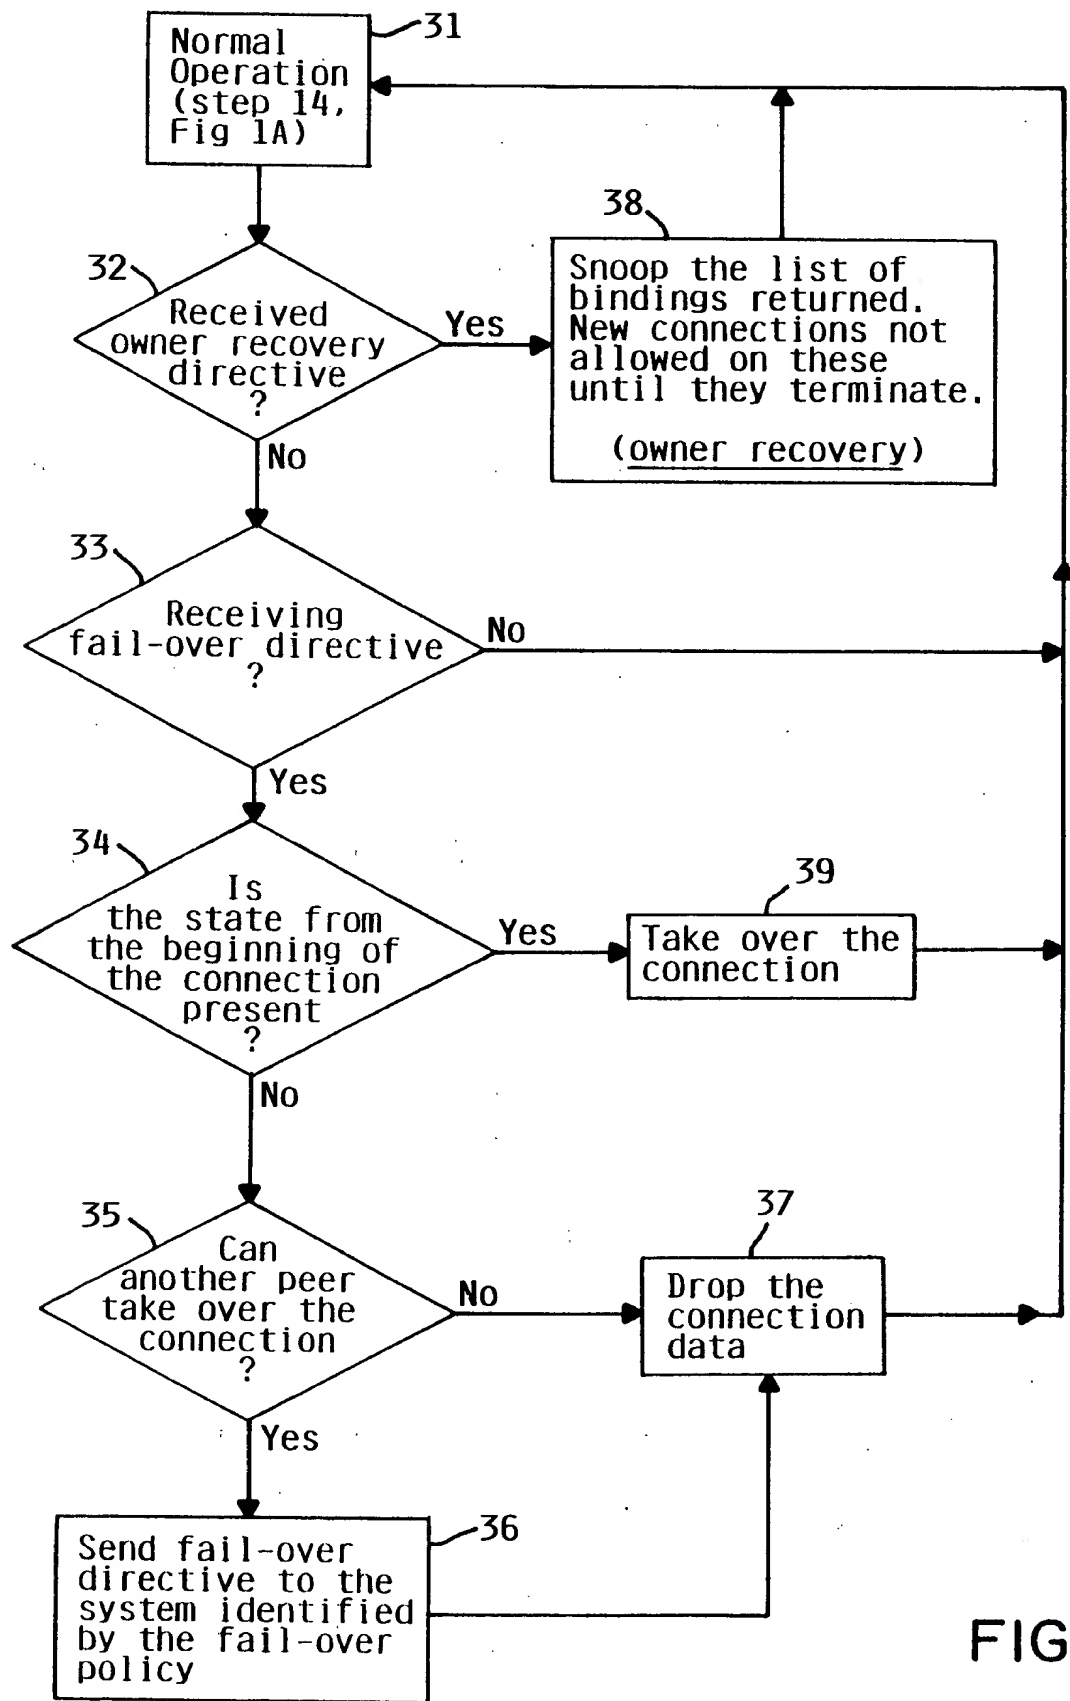 31
Normal
Operation
(step 14,
Fig 1A)
38
32
Received
owner recovery
directive
?
Yes
Snoop the list of
bindings returned.
New connections not
allowed on these
until they terminate.
(owner recovery)
No
33
Receiving
fail-over directive
?
No
Yes
34
Is
the state from
the beginning of
the connection
present
?
Yes
39
Take over the
connection
No
35
Can
another peer
take over the
connection
?
No
37
Drop the
connection
data
Yes
36
Send fail-over
directive to the
system identified
by the fail-over
policy
FIG